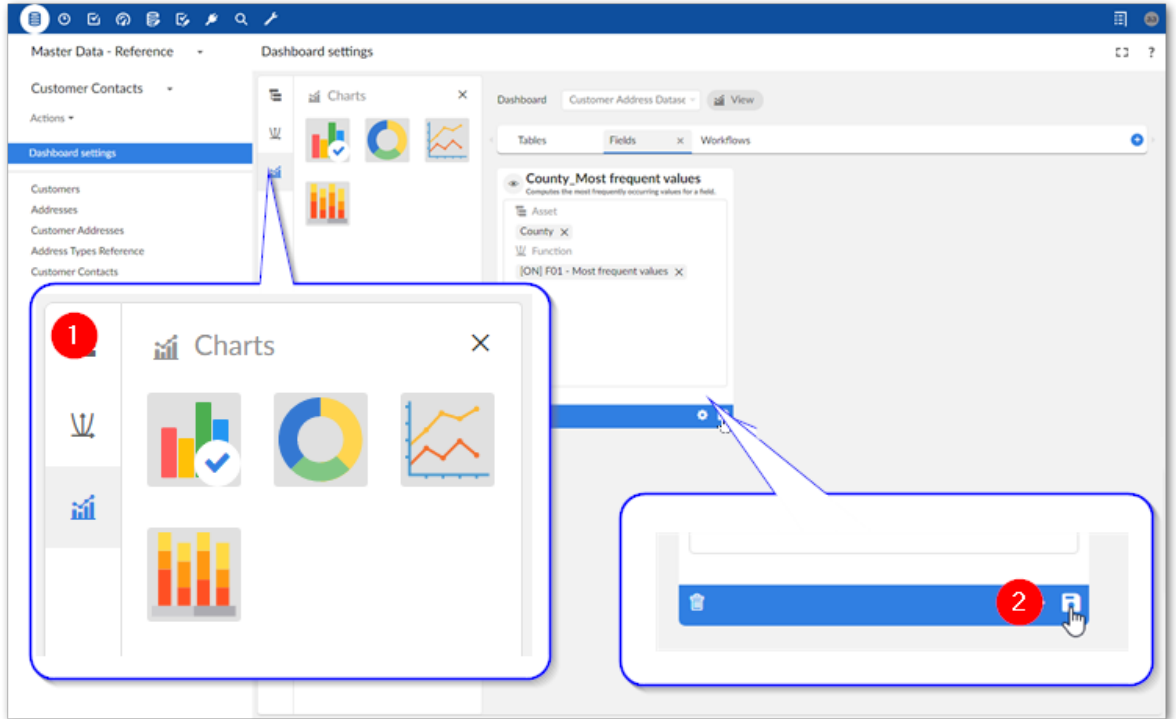 Master Data - Reference
Dashboard settings
?
Customer Contacts
Actions
Dashboard settings
Customers
Addresses
Customer Addresses
Address Types Reference
Customer Contacts
Charts
Dashboard
Customer Address Datase
View
Tables
Fields
Workflows
County_Most frequent values
Computes the most frequently occurring values for a field.
Asset
County
Function
[ON] F01 - Most frequent values
1
Charts
2